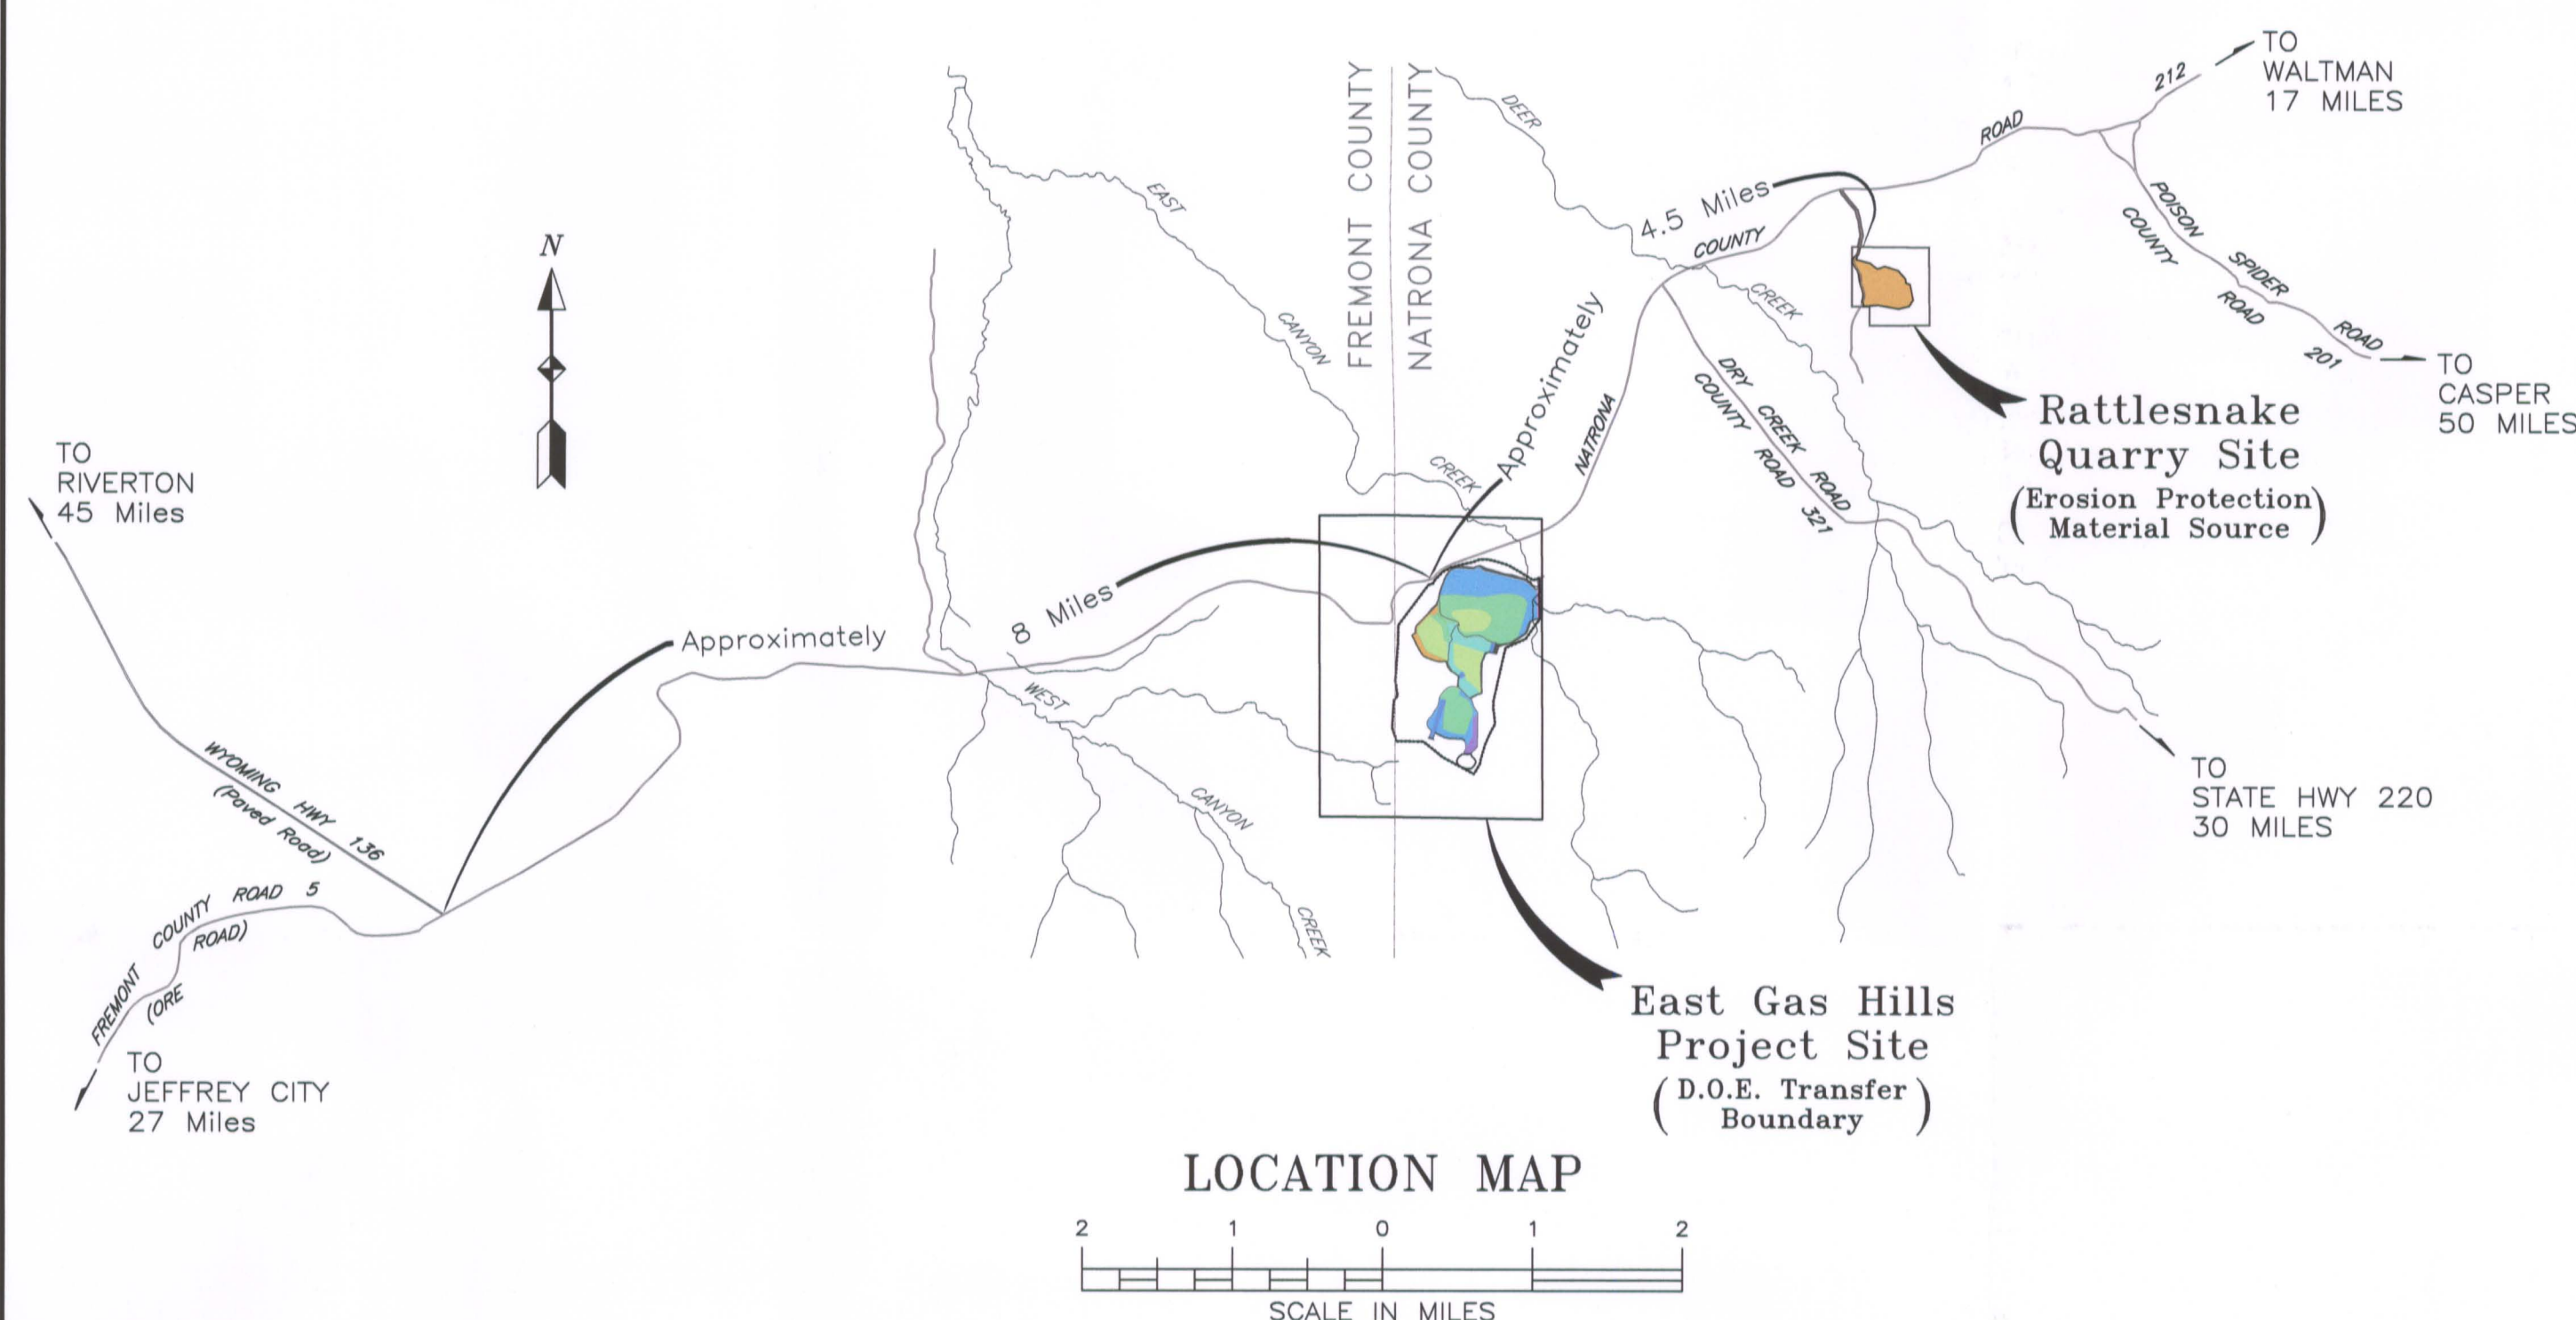 TO
WALTMAN
17 MILES
212
ROAD
COUNTY
NATRONA
4.5 Miles
Approximately
DEER
CREEK
FREMONT COUNTY
NATRONA COUNTY
EAST
CANYON
CREEK
POISON SPIDER ROAD
COUNTY ROAD 201
TO
CASPER
50 MILES
DRY CREEK ROAD
COUNTY ROAD 321
Rattlesnake
Quarry Site
(Erosion Protection
Material Source)
N
TO
RIVERTON
45 Miles
8 Miles
Approximately
WEST
CANYON
CREEK
WYOMING HWY 136
(Paved Road)
FREMONT COUNTY ROAD 5
(ORE ROAD)
TO
JEFFREY CITY
27 Miles
TO
STATE HWY 220
30 MILES
East Gas Hills
Project Site
(D.O.E. Transfer
Boundary)
LOCATION MAP
2 1 0 1 2
SCALE IN MILES